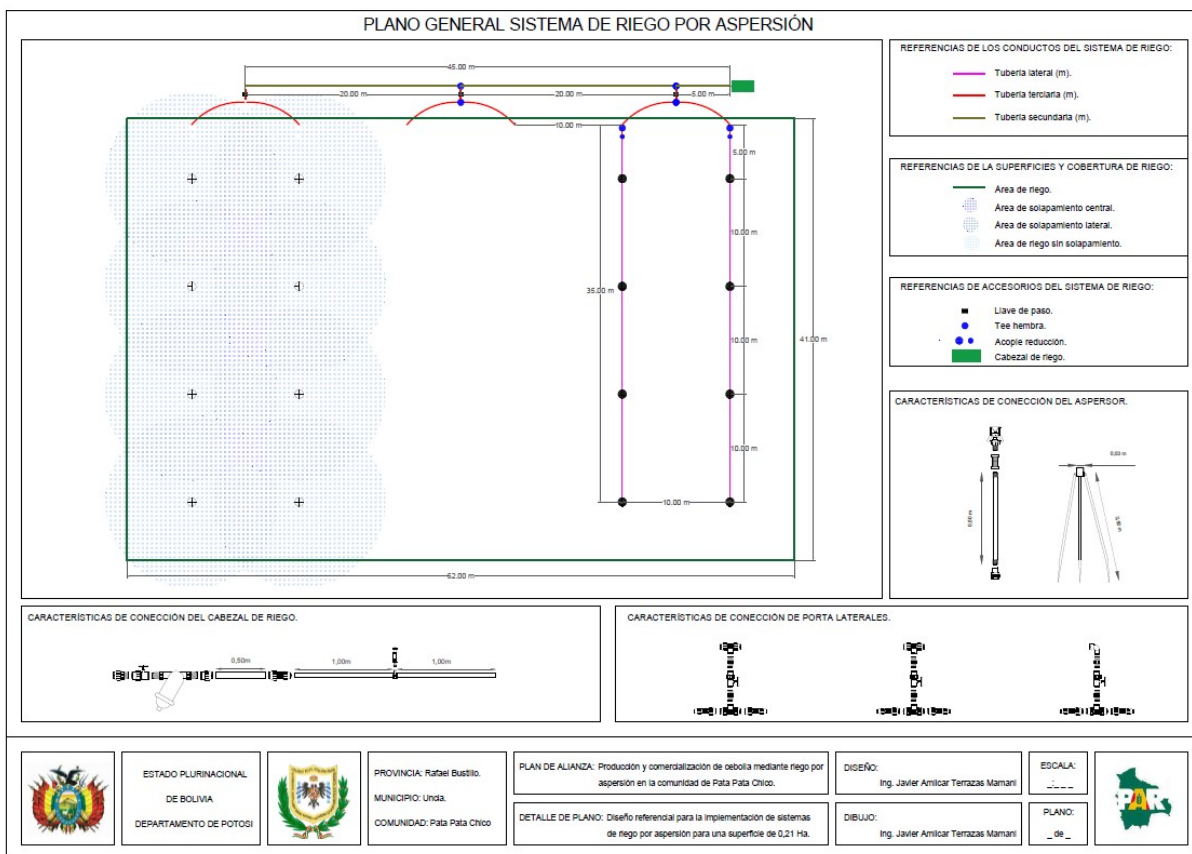 PLANO GENERAL SISTEMA DE RIEGO POR ASPERSIÓN
45.00 m
20.00 m
20.00 m
5.00 m
10.00 m
5.00 m
10.00 m
35.00 m
10.00 m
41.00 m
10.00 m
10.00 m
62.00 m
REFERENCIAS DE LOS CONDUCTOS DEL SISTEMA DE RIEGO:
Tubería lateral (m).
Tubería terciaria (m).
Tubería secundaria (m).
REFERENCIAS DE LA SUPERFICIES Y COBERTURA DE RIEGO:
Area de riego.
Area de solapamiento central.
Area de solapamiento lateral.
Area de riego sin solapamiento.
REFERENCIAS DE ACCESORIOS DEL SISTEMA DE RIEGO:
Llave de paso.
Tee hembra.
Acople reducción.
Cabezal de riego.
CARACTERÍSTICAS DE CONECCIÓN DEL ASPERSOR.
CARACTERÍSTICAS DE CONECCIÓN DEL CABEZAL DE RIEGO.
0,50m
1,00m
1,00m
CARACTERÍSTICAS DE CONECCIÓN DE PORTA LATERALES.
ESTADO PLURINACIONAL
DE BOLIVIA
DEPARTAMENTO DE POTOSI
PROVINCIA: Rafael Bustillo.
MUNICIPIO: Uncía.
COMUNIDAD: Pata Pata Chico
PLAN DE ALIANZA: Producción y comercialización de cebolla mediante riego por
aspersión en la comunidad de Pata Pata Chico.
DETALLE DE PLANO: Diseño referencial para la implementación de sistemas
de riego por aspersión para una superficie de 0,21 Ha.
DISEÑO:
Ing. Javier Amilcar Terrazas Mamani
DIBUJO:
Ing. Javier Amilcar Terrazas Mamani
ESCALA:
_:_ _ _
PLANO:
_ de _
PAR